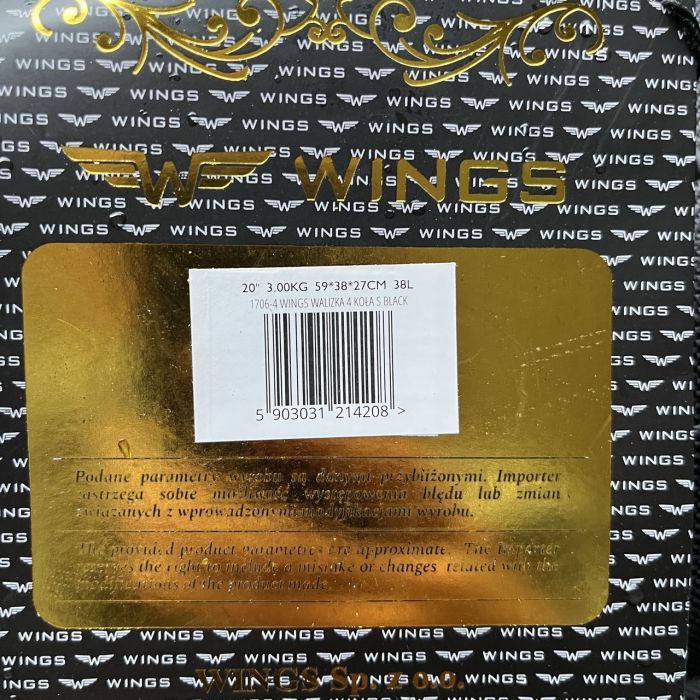 WINGS
20" 3.00KG 59*38*27CM 38L
1706-4 WINGS WALIZKA 4 KOŁA S BLACK
5 903031 214208 >
Podane parametry wyrobu są danymi przybliżonymi. Importer
zastrzega sobie możliwość występowania błędu lub zmian
związanych z wprowadzonymi modyfikacjami wyrobu.
The provided product parameters are approximate. The importer
reserves the right to include a mistake or changes related with the
modifications of the product made.
WINGS Sp. z o.o.